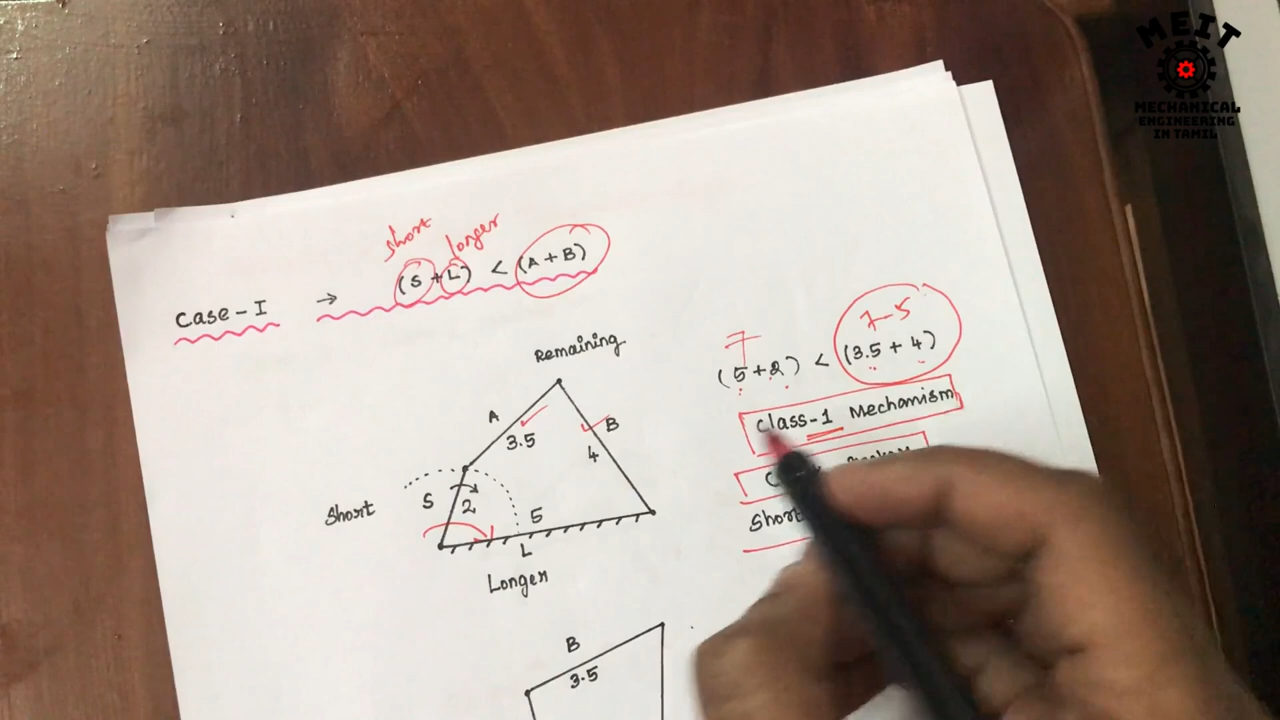 MEIT
MECHANICAL
ENGINEERING
IN TAMIL
short longer
Case-I → (S+L) < (A+B)
Remaining
7 7-5
(5+2) < (3.5 + 4)
Class-1 Mechanism
A
3.5
B
4
Short S 2
5
L
Longer
Short
B
3.5